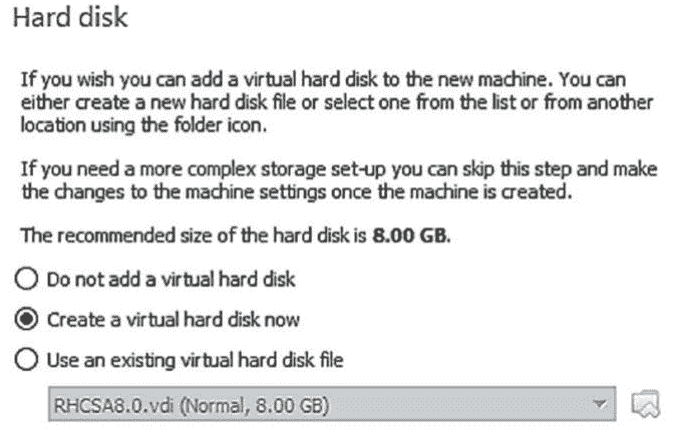 Hard disk
If you wish you can add a virtual hard disk to the new machine. You can
either create a new hard disk file or select one from the list or from another
location using the folder icon.
If you need a more complex storage set-up you can skip this step and make
the changes to the machine settings once the machine is created.
The recommended size of the hard disk is 8.00 GB.
Do not add a virtual hard disk
Create a virtual hard disk now
Use an existing virtual hard disk file
RHCSA8.0.vdi (Normal, 8.00 GB)